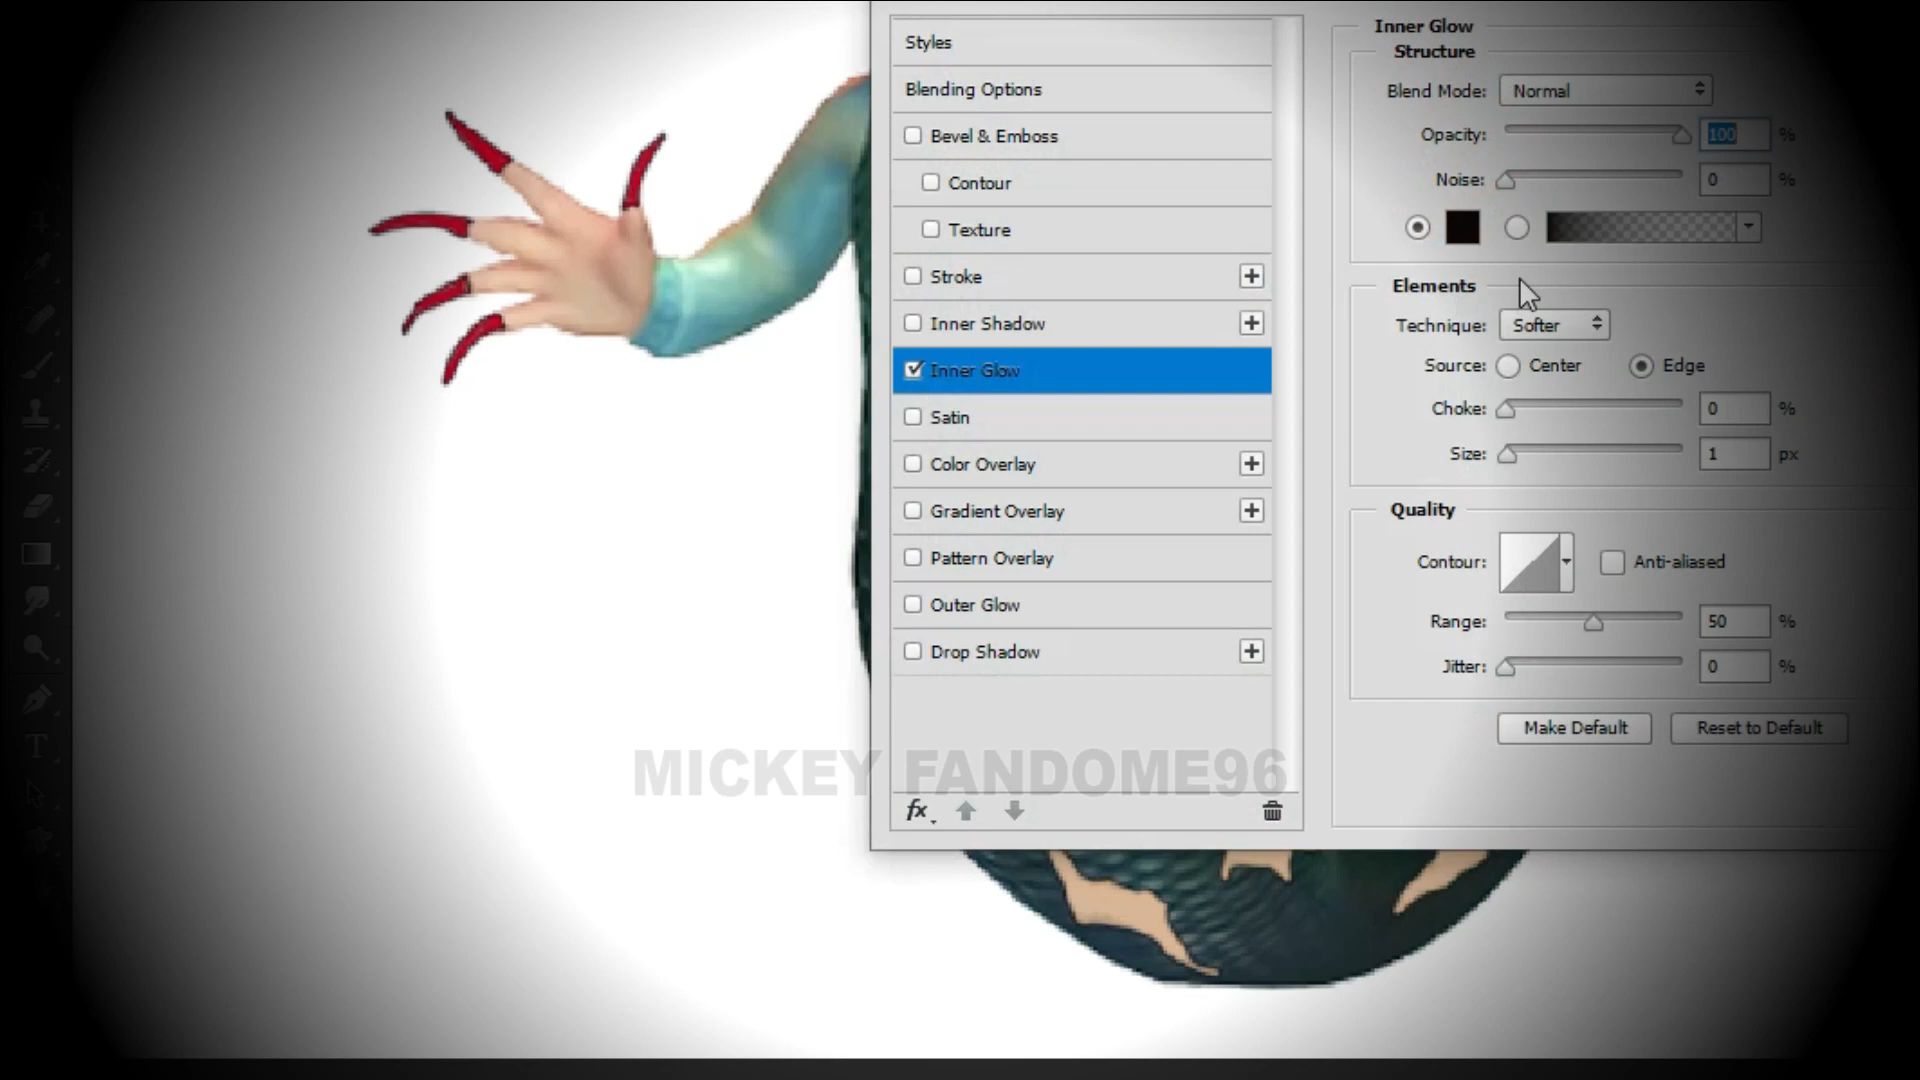 Styles
Blending Options
Bevel & Emboss
Contour
Texture
Stroke
Inner Shadow
Inner Glow
Satin
Color Overlay
Gradient Overlay
Pattern Overlay
Outer Glow
Drop Shadow
fx
Inner Glow
Structure
Blend Mode: Normal
Opacity: 100 %
Noise: 0 %
Elements
Technique: Softer
Source: Center Edge
Choke: 0 %
Size: 1 px
Quality
Contour: Anti-aliased
Range: 50 %
Jitter: 0 %
Make Default Reset to Default
MICKEY FANDOME96
T